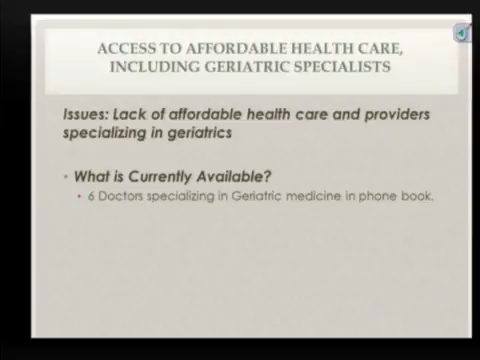 ACCESS TO AFFORDABLE HEALTH CARE,
INCLUDING GERIATRIC SPECIALISTS
Issues: Lack of affordable health care and providers
specializing in geriatrics
• What is Currently Available?
• 6 Doctors specializing in Geriatric medicine in phone book.